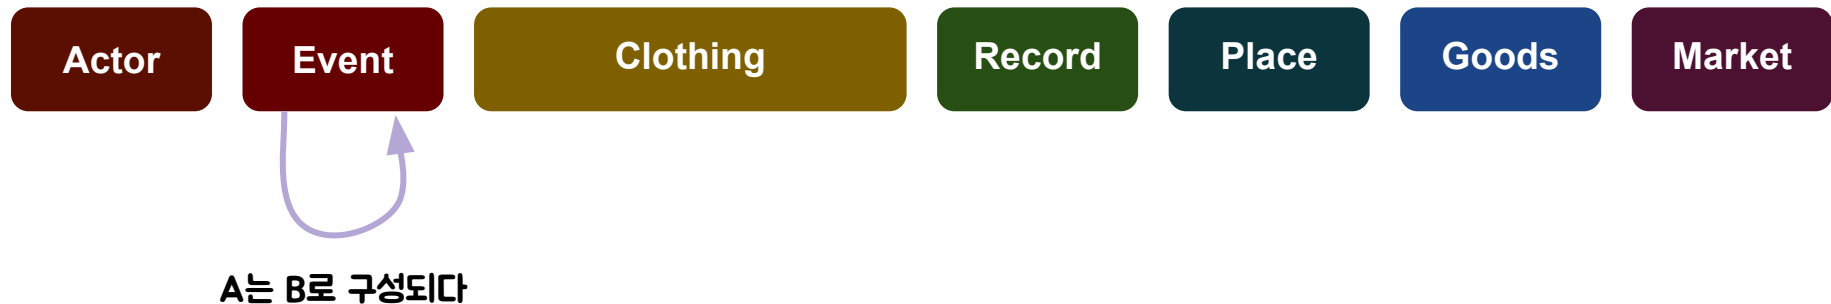 Actor Event Clothing Record Place Goods Market
A는 B로 구성되다